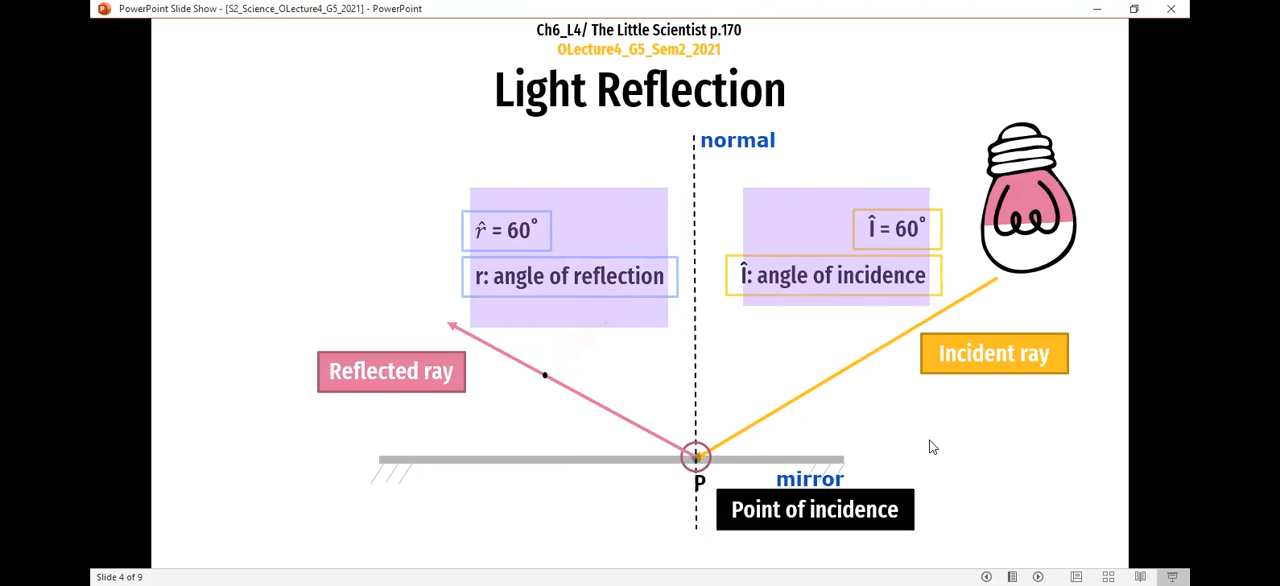 PowerPoint Slide Show - [S2_Science_OLecture4_G5_2021] - PowerPoint
Ch6_L4/ The Little Scientist p.170
OLecture4_G5_Sem2_2021
Light Reflection
normal
r̂ = 60°
Î = 60°
r: angle of reflection
Î: angle of incidence
Incident ray
Reflected ray
mirror
P
Point of incidence
Slide 4 of 9